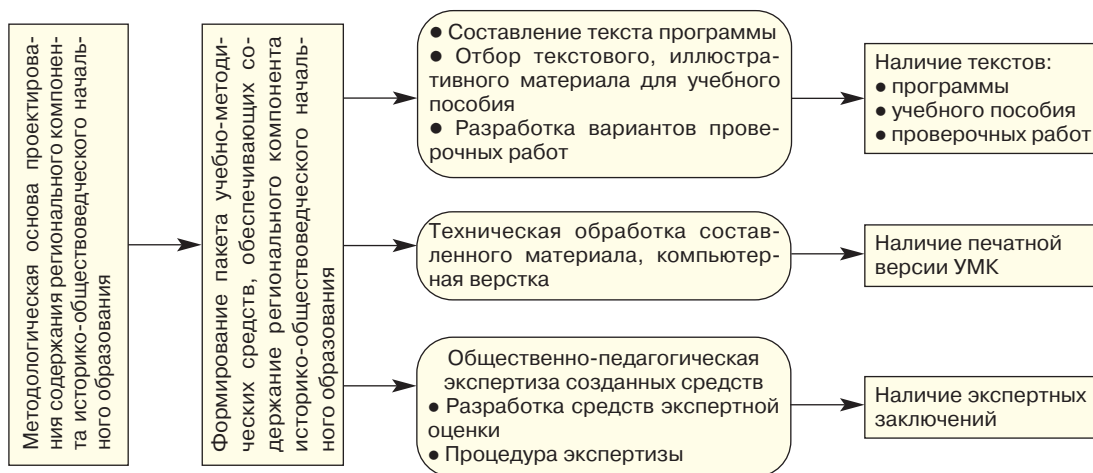 Методологическая основа проектирова-
ния содержания регионального компонен-
та историко-обществоведческого началь-
ного образования
Формирование пакета учебно-методи-
ческих средств, обеспечивающих со-
держание регионального компонента
историко-обществоведческого началь-
ного образования
● Составление текста программы
● Отбор текстового, иллюстра-
тивного материала для учебного
пособия
● Разработка вариантов прове-
рочных работ
Наличие текстов:
● программы
● учебного пособия
● проверочных работ
Техническая обработка состав-
ленного материала, компьютер-
ная верстка
Наличие печатной
версии УМК
Общественно-педагогическая
экспертиза созданных средств
● Разработка средств экспертной
оценки
● Процедура экспертизы
Наличие экспертных
заключений